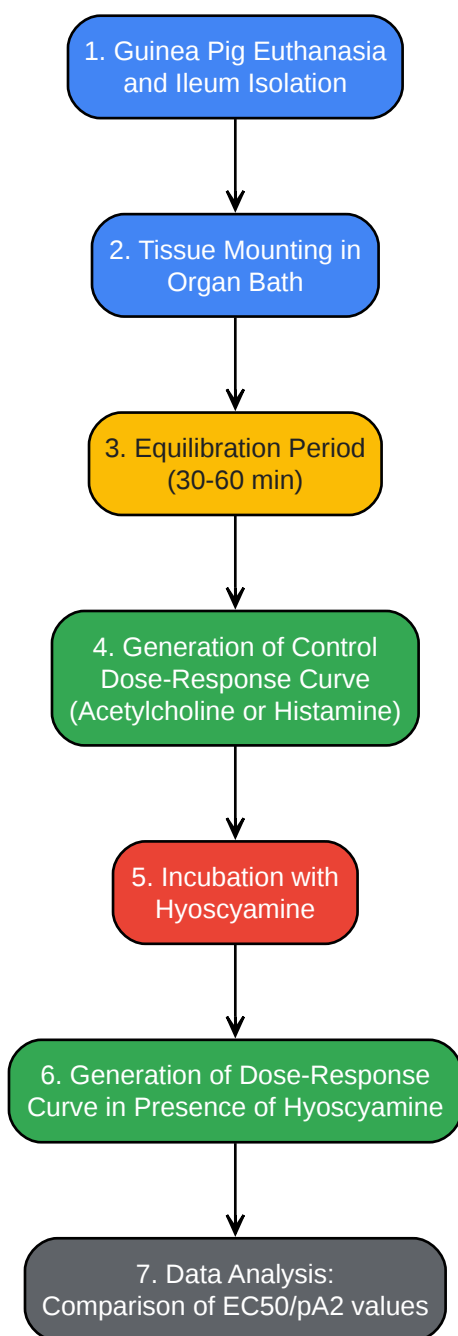 1. Guinea Pig Euthanasia
and Ileum Isolation
2. Tissue Mounting in
Organ Bath
3. Equilibration Period
(30-60 min)
4. Generation of Control
Dose-Response Curve
(Acetylcholine or Histamine)
5. Incubation with
Hyoscyamine
6. Generation of Dose-Response
Curve in Presence of Hyoscyamine
7. Data Analysis:
Comparison of EC50/pA2 values